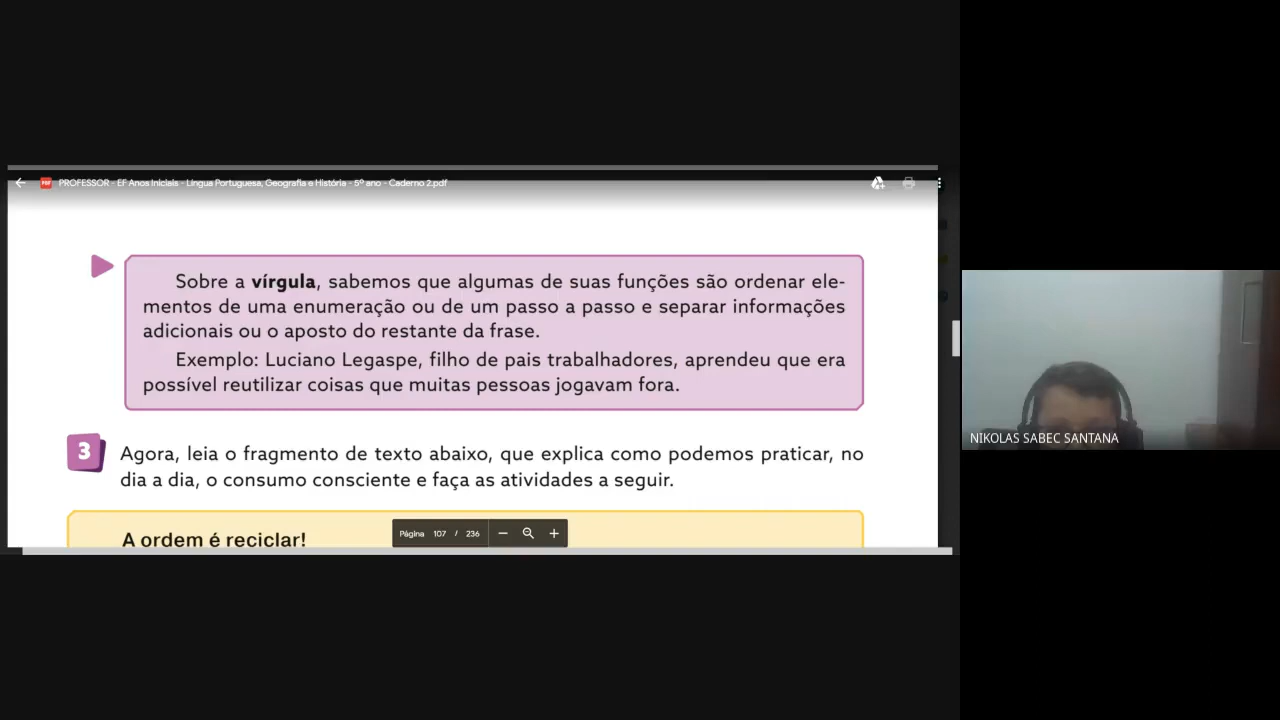 PROFESSOR - EF Anos Iniciais - Língua Portuguesa, Geografia e História - 5º ano - Caderno 2.pdf
Sobre a vírgula, sabemos que algumas de suas funções são ordenar ele-
mentos de uma enumeração ou de um passo a passo e separar informações
adicionais ou o aposto do restante da frase.
Exemplo: Luciano Legaspe, filho de pais trabalhadores, aprendeu que era
possível reutilizar coisas que muitas pessoas jogavam fora.
3
Agora, leia o fragmento de texto abaixo, que explica como podemos praticar, no
dia a dia, o consumo consciente e faça as atividades a seguir.
A ordem é reciclar!
Página 107 / 236
NIKOLAS SABEC SANTANA